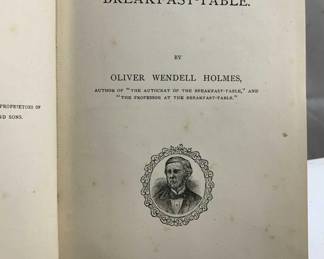 PROPRIETORS OF
D SONS.
BREAKFAST-TABLE.
BY
OLIVER WENDELL HOLMES,
AUTHOR OF "THE AUTOCRAT OF THE BREAKFAST-TABLE," AND
"THE PROFESSOR AT THE BREAKFAST-TABLE."